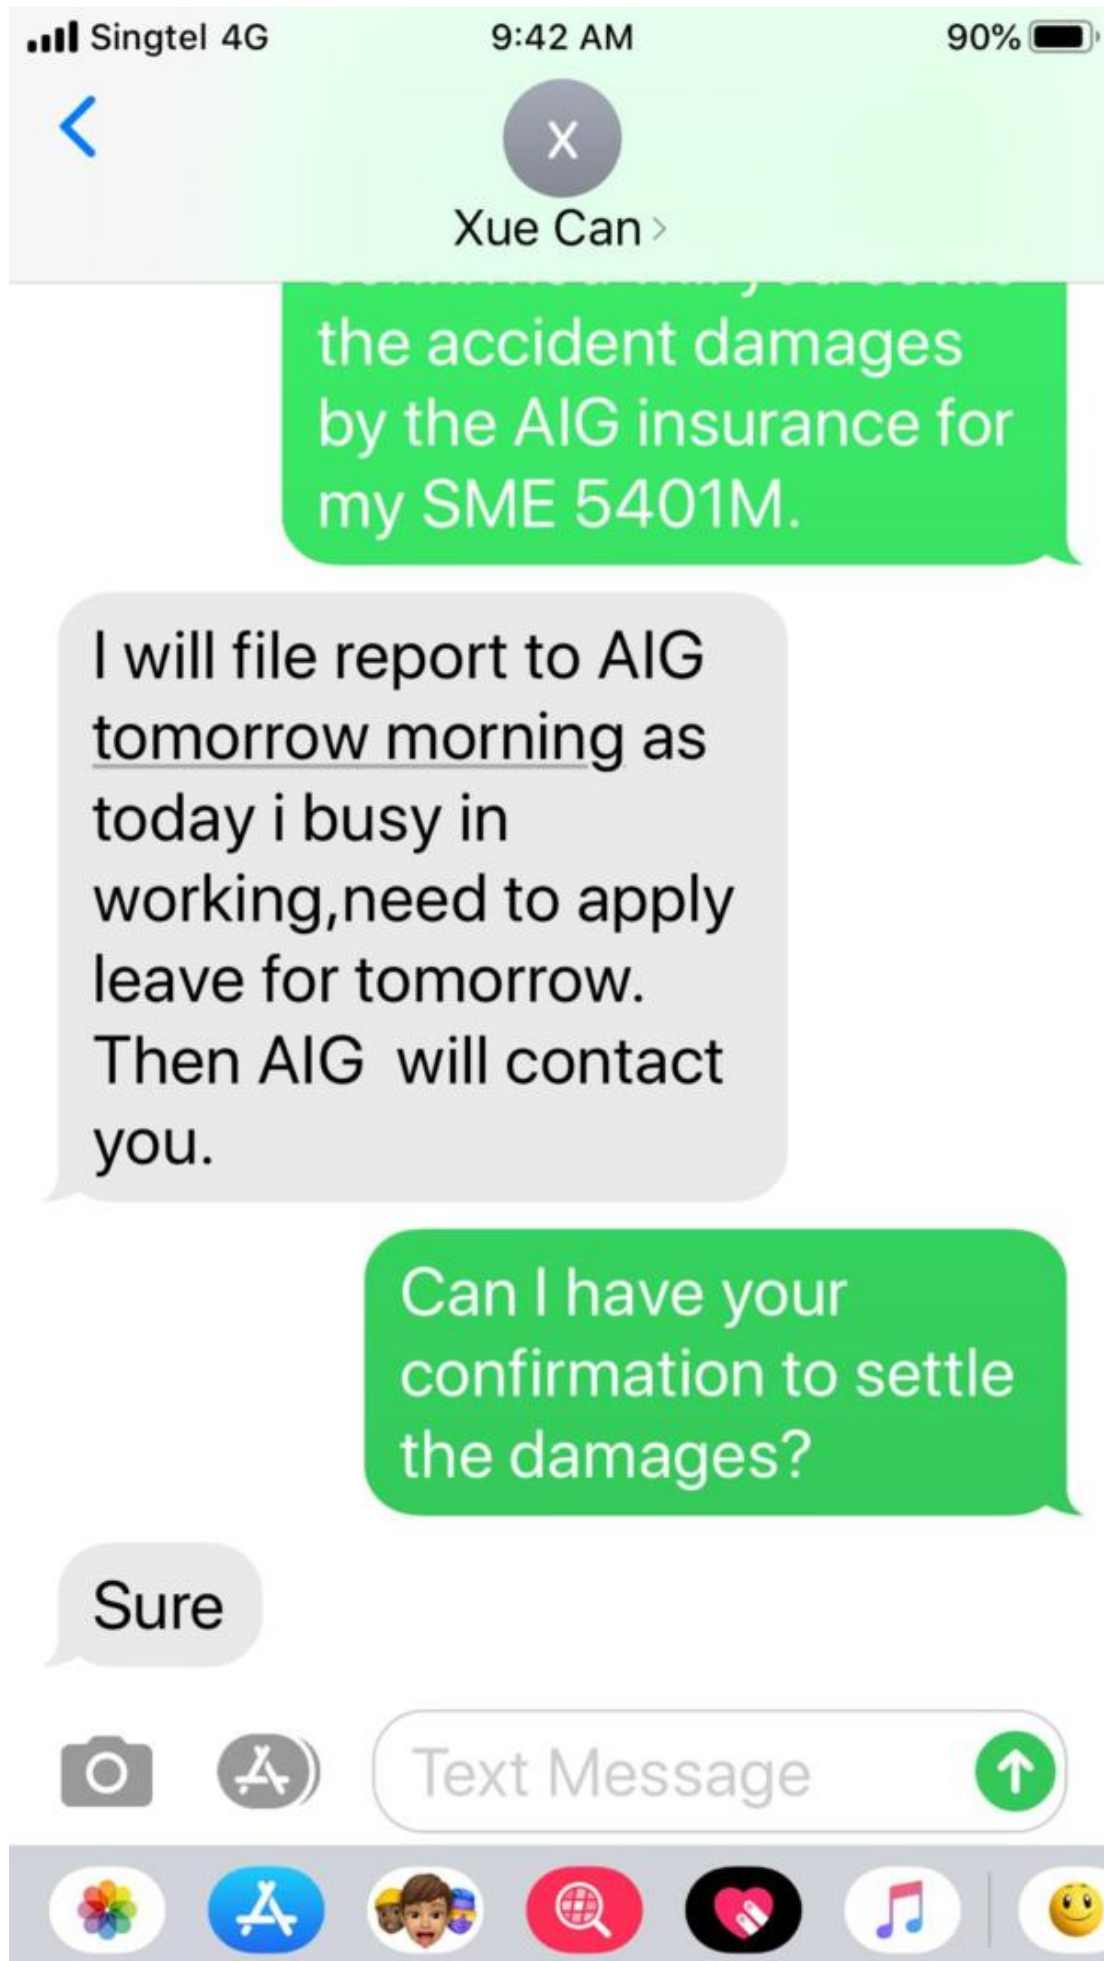 Singtel 4G 9:42 AM 90%
X
Xue Can
the accident damages
by the AIG insurance for
my SME 5401M.
I will file report to AIG
tomorrow morning as
today i busy in
working,need to apply
leave for tomorrow.
Then AIG  will contact
you.
Can I have your
confirmation to settle
the damages?
Sure
Text Message